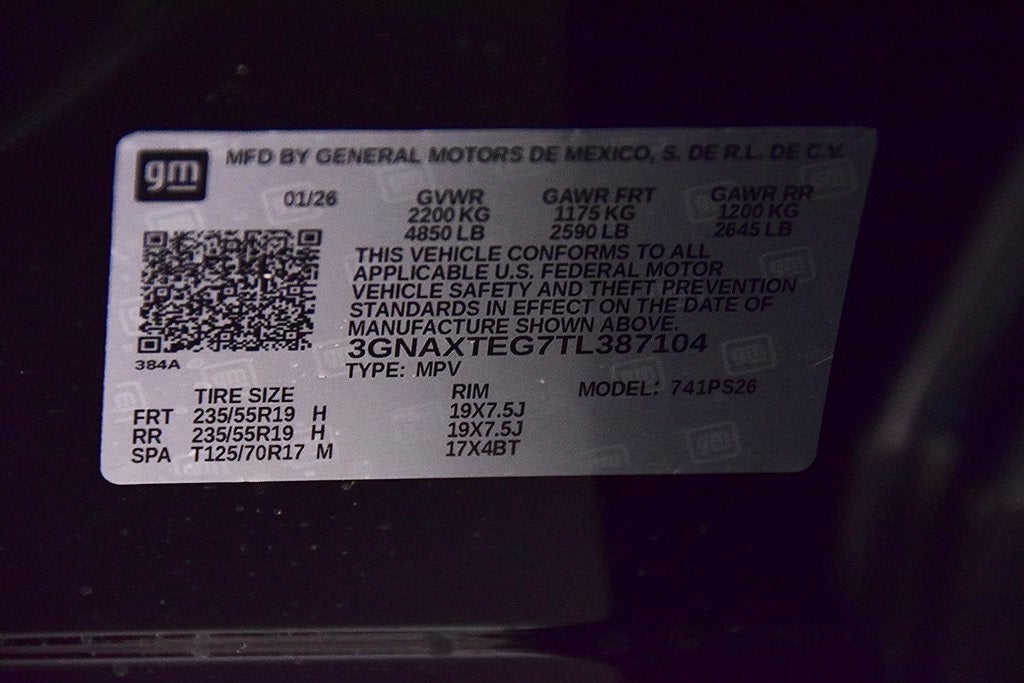 gm MFD BY GENERAL MOTORS DE MEXICO, S. DE R.L. DE C.V.
01/26 GVWR GAWR FRT GAWR RR
2200 KG 1175 KG 1200 KG
4850 LB 2590 LB 2645 LB
THIS VEHICLE CONFORMS TO ALL
APPLICABLE U.S. FEDERAL MOTOR
VEHICLE SAFETY AND THEFT PREVENTION
STANDARDS IN EFFECT ON THE DATE OF
MANUFACTURE SHOWN ABOVE.
3GNAXTEG7TL387104
384A
TYPE: MPV
TIRE SIZE RIM MODEL: 741PS26
FRT 235/55R19 H 19X7.5J
RR 235/55R19 H 19X7.5J
SPA T125/70R17 M 17X4BT